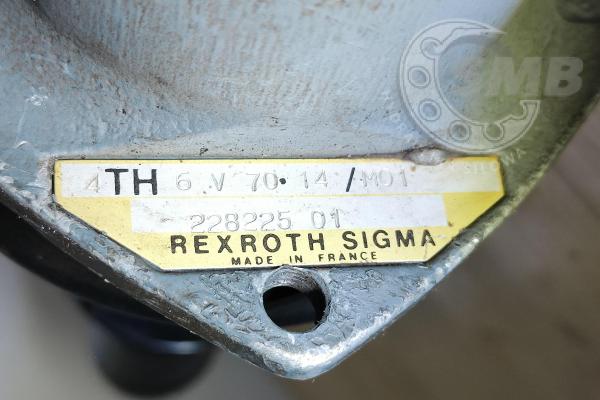 4TH 6 V 70 · 14 / M01
228225 01
REXROTH SIGMA
MADE IN FRANCE
MB